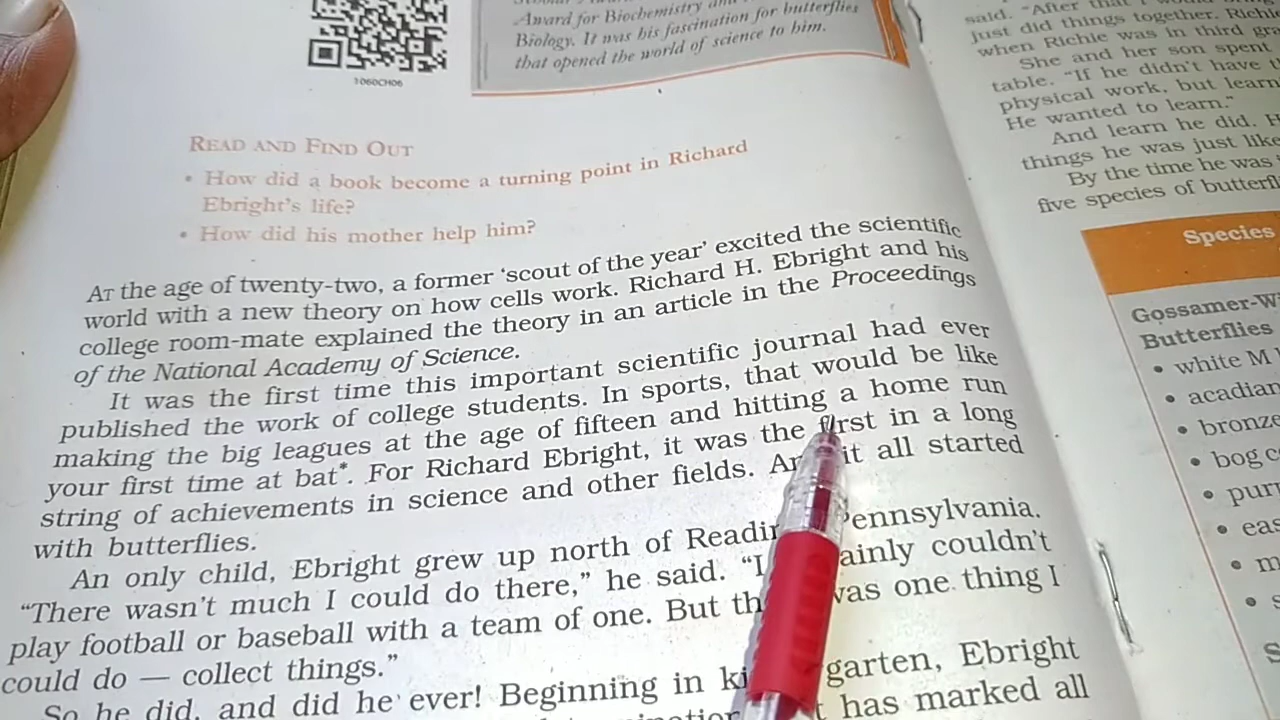 Award for Biochemistry and
Biology. It was his fascination for butterflies
that opened the world of science to him.
1060CH06
READ AND FIND OUT
• How did a book become a turning point in Richard
Ebright's life?
• How did his mother help him?
AT the age of twenty-two, a former 'scout of the year' excited the scientific
world with a new theory on how cells work. Richard H. Ebright and his
college room-mate explained the theory in an article in the Proceedings
of the National Academy of Science.
It was the first time this important scientific journal had ever
published the work of college students. In sports, that would be like
making the big leagues at the age of fifteen and hitting a home run
your first time at bat*. For Richard Ebright, it was the first in a long
string of achievements in science and other fields. And it all started
with butterflies.
An only child, Ebright grew up north of Reading, Pennsylvania.
"There wasn't much I could do there," he said. "I certainly couldn't
play football or baseball with a team of one. But there was one thing I
could do — collect things."
So he did, and did he ever! Beginning in kindergarten, Ebright
has marked all
said. "After that I would
just did things together. Richie
when Richie was in third
She and her son spent
table. "If he didn't have
physical work, but learn
He wanted to learn."
And learn he did.
things he was just like
By the time he was
five species of
Species
Gossamer-W
Butterflies
• white M
• acadian
• bronze
• bog
•
•
•
•